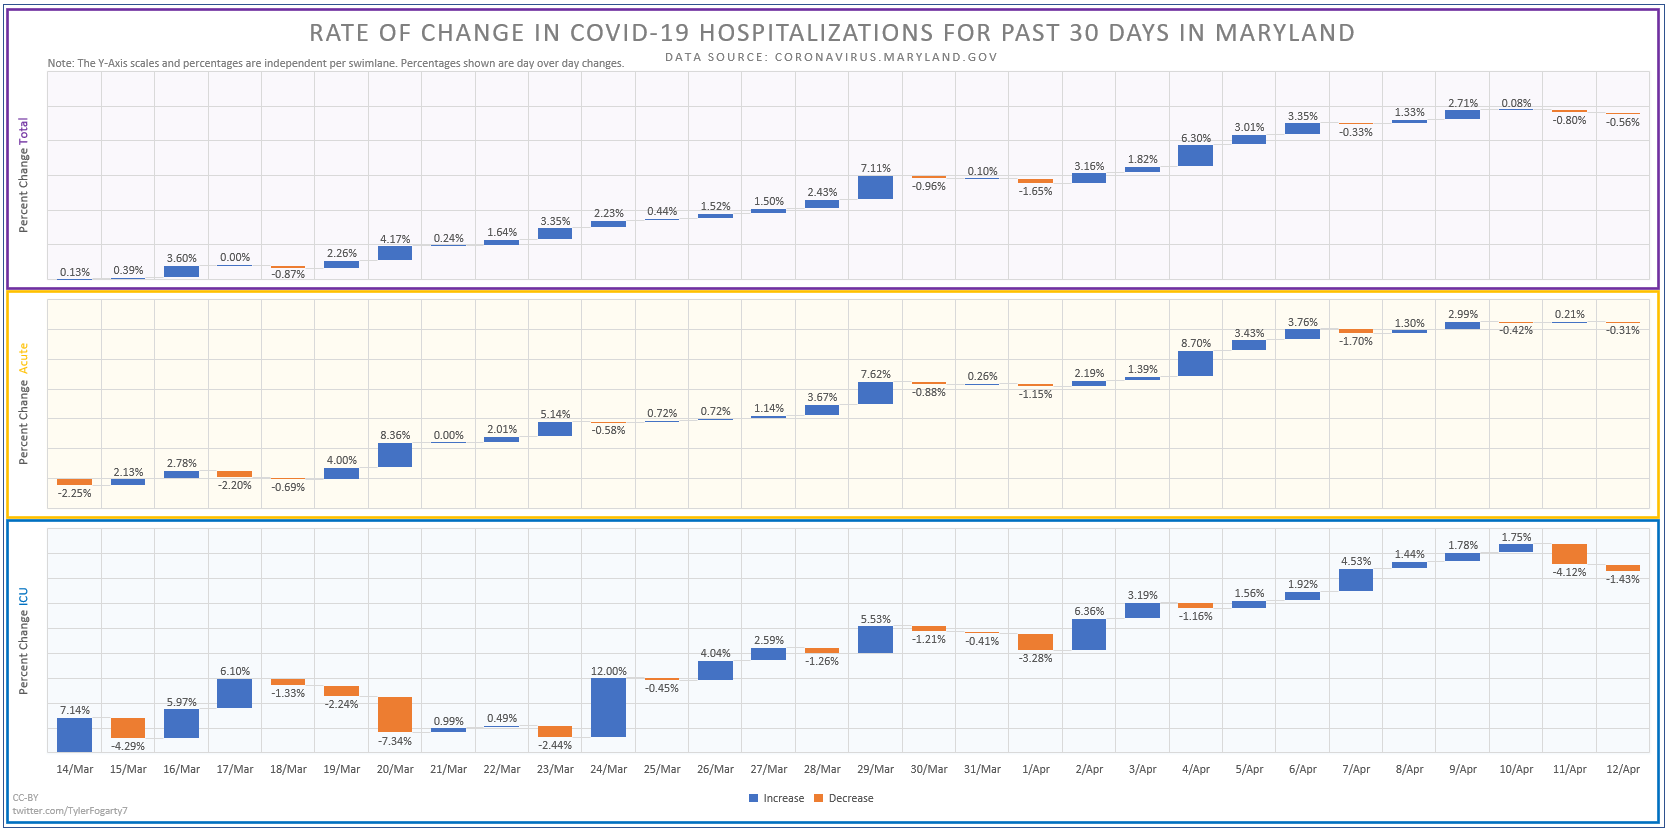 RATE OF CHANGE IN COVID-19 HOSPITALIZATIONS FOR PAST 30 DAYS IN MARYLAND
DATA SOURCE: CORONAVIRUS.MARYLAND.GOV
Note: The Y-Axis scales and percentages are independent per swimlane. Percentages shown are day over day changes.
Percent Change Total
0.13% 0.39% 3.60% 0.00% -0.87% 2.26% 4.17% 0.24% 1.64% 3.35% 2.23% 0.44% 1.52% 1.50% 2.43% 7.11% -0.96% 0.10% -1.65% 3.16% 1.82% 6.30% 3.01% 3.35% -0.33% 1.33% 2.71% 0.08% -0.80% -0.56%
Percent Change Acute
-2.25% 2.13% 2.78% -2.20% -0.69% 4.00% 8.36% 0.00% 2.01% 5.14% -0.58% 0.72% 0.72% 1.14% 3.67% 7.62% -0.88% 0.26% -1.15% 2.19% 1.39% 8.70% 3.43% 3.76% -1.70% 1.30% 2.99% -0.42% 0.21% -0.31%
Percent Change ICU
7.14% -4.29% 5.97% 6.10% -1.33% -2.24% -7.34% 0.99% 0.49% -2.44% 12.00% -0.45% 4.04% 2.59% -1.26% 5.53% -1.21% -0.41% -3.28% 6.36% 3.19% -1.16% 1.56% 1.92% 4.53% 1.44% 1.78% 1.75% -4.12% -1.43%
14/Mar 15/Mar 16/Mar 17/Mar 18/Mar 19/Mar 20/Mar 21/Mar 22/Mar 23/Mar 24/Mar 25/Mar 26/Mar 27/Mar 28/Mar 29/Mar 30/Mar 31/Mar 1/Apr 2/Apr 3/Apr 4/Apr 5/Apr 6/Apr 7/Apr 8/Apr 9/Apr 10/Apr 11/Apr 12/Apr
Increase Decrease
CC-BY
twitter.com/TylerFogarty7